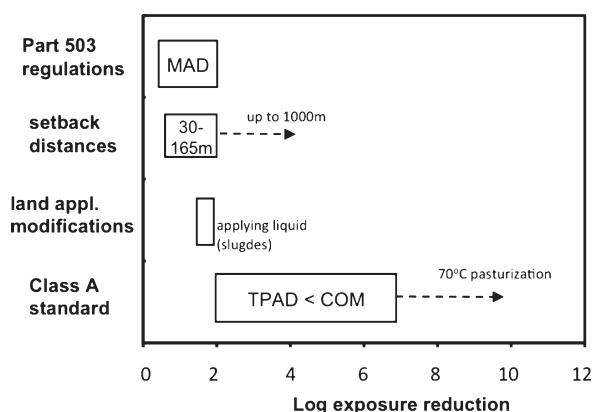 Part 503
regulations
MAD
setback
distances
30-
165m
up to 1000m
land appl.
modifications
applying liquid
(slugdes)
Class A
standard
TPAD < COM
70°C pasturization
0 2 4 6 8 10 12
Log exposure reduction